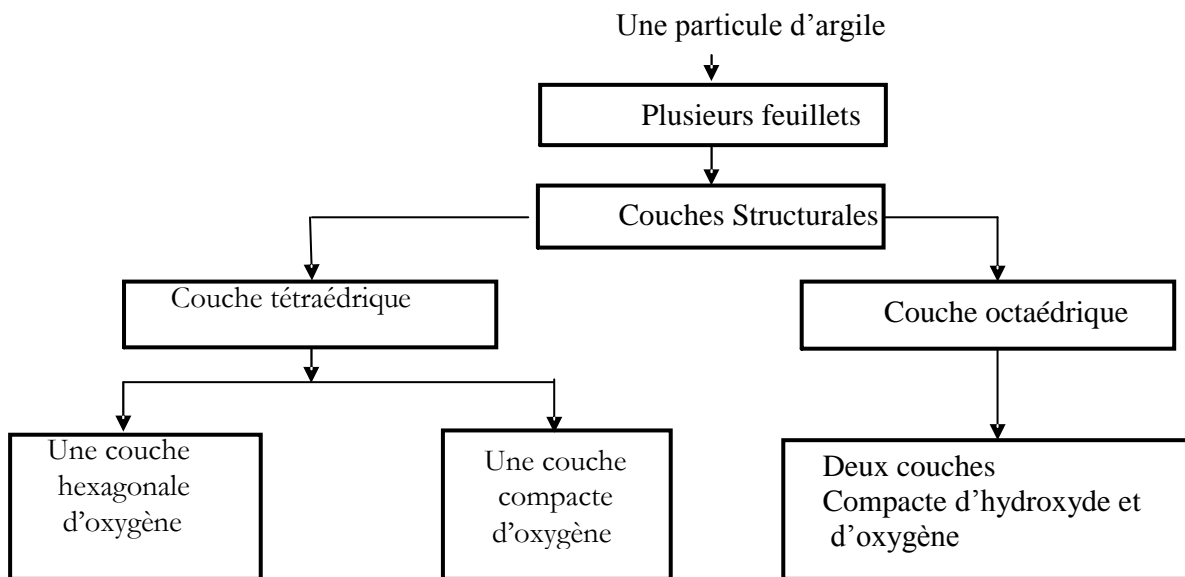 Une particule d’argile
Plusieurs feuillets
Couches Structurales
Couche tétraédrique
Couche octaédrique
Une couche
hexagonale
d’oxygène
Une couche
compacte
d’oxygène
Deux couches
Compacte d’hydroxyde et
d’oxygène